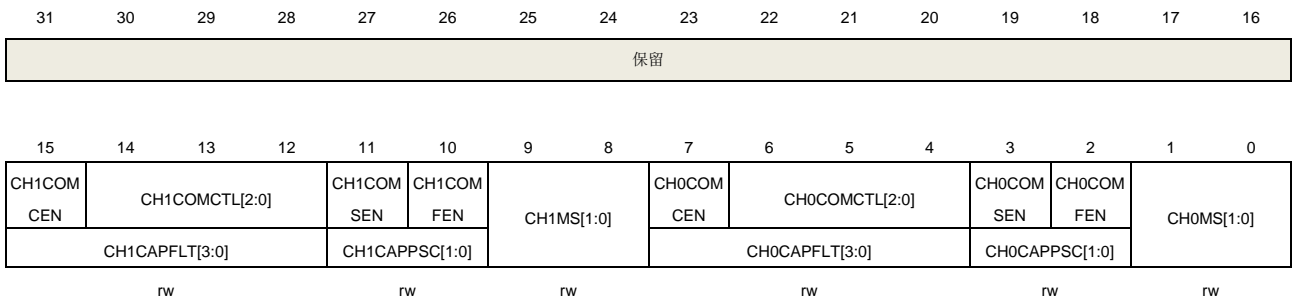 31 30 29 28 27 26 25 24 23 22 21 20 19 18 17 16
保留
15 14 13 12 11 10 9 8 7 6 5 4 3 2 1 0
CH1COM CEN CH1COMCTL[2:0] CH1COM SEN CH1COM FEN CH1MS[1:0] CH0COM CEN CH0COMCTL[2:0] CH0COM SEN CH0COM FEN CH0MS[1:0]
CH1CAPFLT[3:0] CH1CAPPSC[1:0] CH0CAPFLT[3:0] CH0CAPPSC[1:0]
rw rw rw rw rw rw